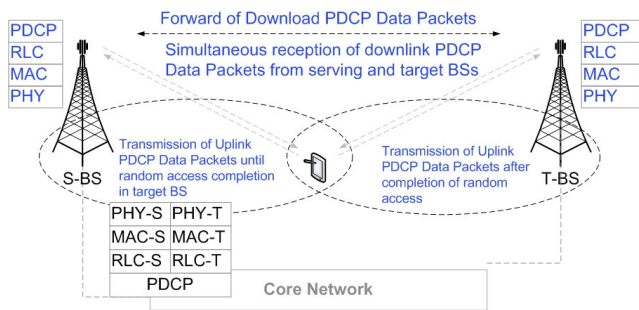 Forward of Download PDCP Data Packets
PDCP
RLC
MAC
PHY
Simultaneous reception of downlink PDCP
Data Packets from serving and target BSs
PDCP
RLC
MAC
PHY
Transmission of Uplink
PDCP Data Packets until
random access completion
in target BS
Transmission of Uplink
PDCP Data Packets after
completion of random
access
S-BS
T-BS
PHY-S PHY-T
MAC-S MAC-T
RLC-S RLC-T
PDCP
Core Network